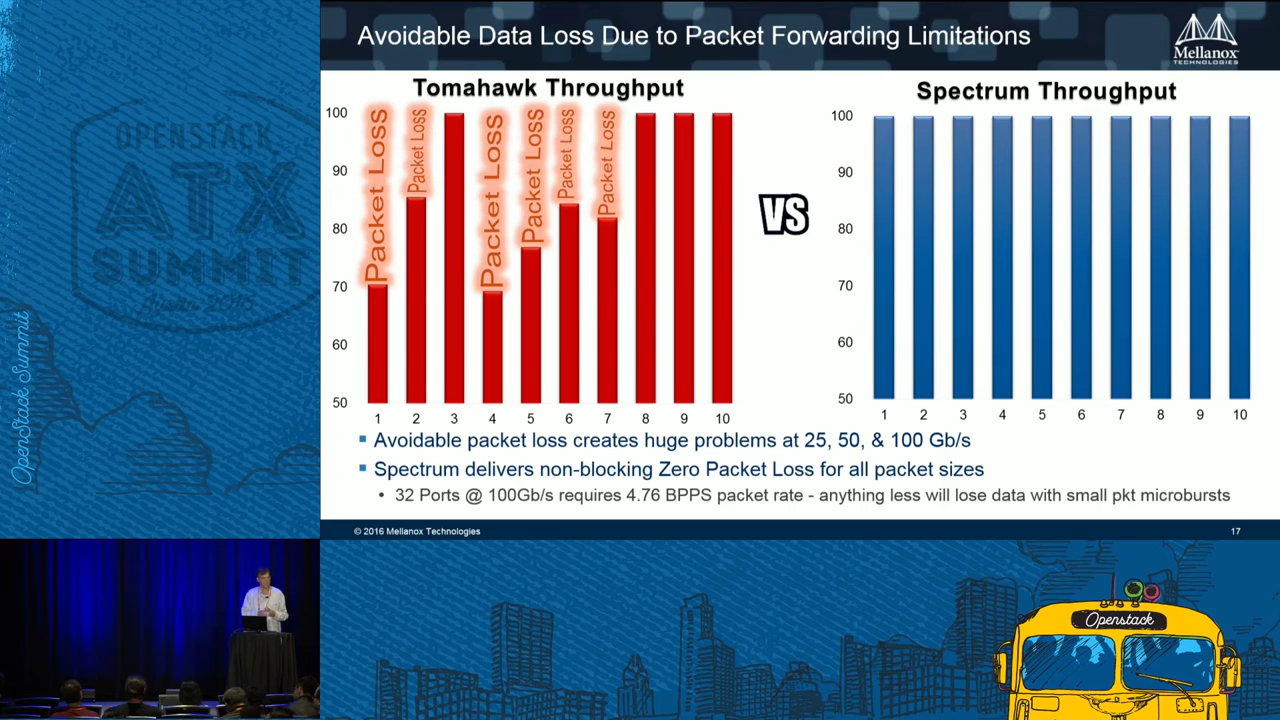 OPENSTACK
ATX
SUMMIT
Austin 2016
OpenStack Summit
Avoidable Data Loss Due to Packet Forwarding Limitations
Mellanox
TECHNOLOGIES
Tomahawk Throughput
100
90
80
70
60
50
Packet Loss
Packet Loss
Packet Loss
Packet Loss
Packet Loss
Packet Loss
1 2 3 4 5 6 7 8 9 10
VS
Spectrum Throughput
100
90
80
70
60
50
1 2 3 4 5 6 7 8 9 10
▪ Avoidable packet loss creates huge problems at 25, 50, & 100 Gb/s
▪ Spectrum delivers non-blocking Zero Packet Loss for all packet sizes
• 32 Ports @ 100Gb/s requires 4.76 BPPS packet rate - anything less will lose data with small pkt microbursts
© 2016 Mellanox Technologies
17
Openstack